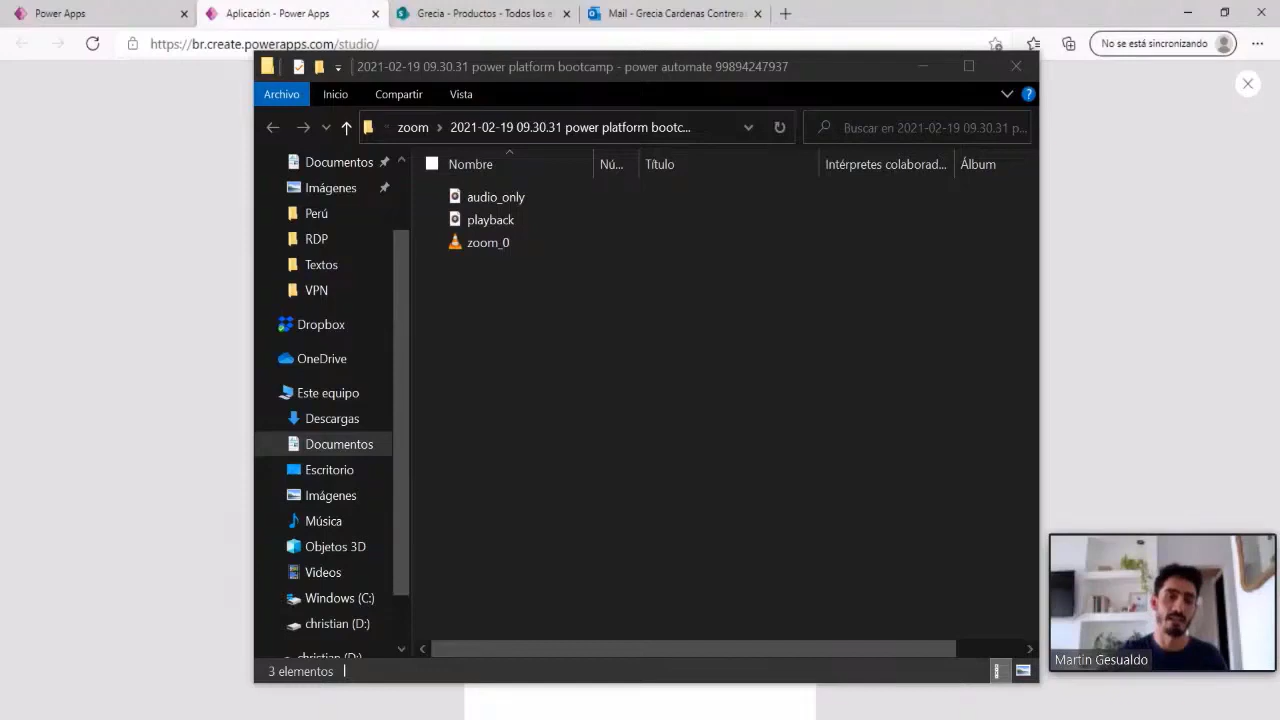 Power Apps
Aplicación - Power Apps
Grecia - Productos - Todos los e
Mail - Grecia Cardenas Contrera
https://br.create.powerapps.com/studio/
No se está sincronizando
2021-02-19 09.30.31 power platform bootcamp - power automate 99894247937
Archivo
Inicio
Compartir
Vista
zoom
2021-02-19 09.30.31 power platform bootc...
Buscar en 2021-02-19 09.30.31 p...
Nombre
Nú...
Título
Intérpretes colaborad...
Álbum
Documentos
Imágenes
Perú
RDP
Textos
VPN
Dropbox
OneDrive
Este equipo
Descargas
Documentos
Escritorio
Imágenes
Música
Objetos 3D
Videos
Windows (C:)
christian (D:)
christian (D:)
audio_only
playback
zoom_0
3 elementos
Martin Gesualdo